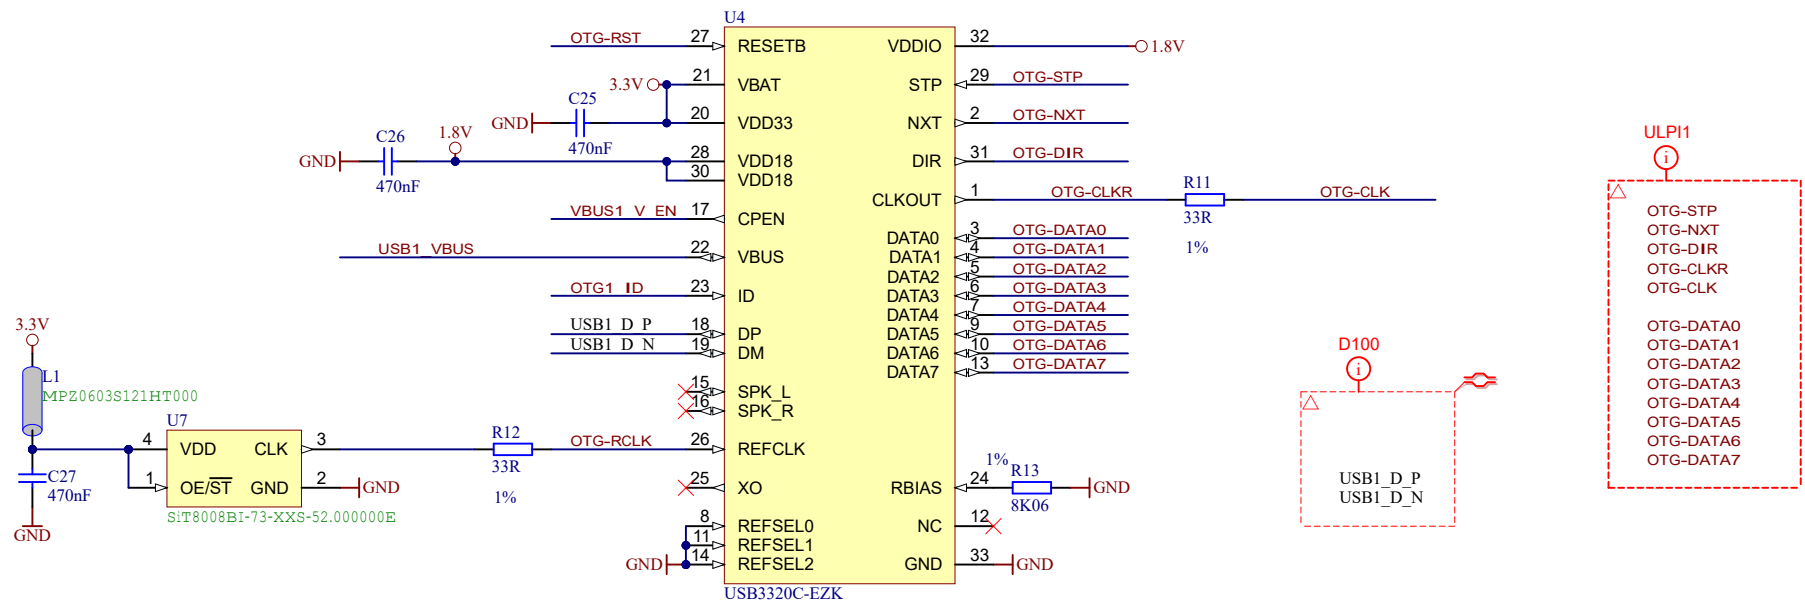 U4
OTG-RST 27 RESETB VDDIO 32 1.8V
3.3V 21 VBAT STP 29 OTG-STP
C25
GND 20 VDD33 NXT 2 OTG-NXT
470nF
C26 1.8V
GND 28 VDD18 DIR 31 OTG-DIR
470nF 30 VDD18
CLKOUT 1 OTG-CLKR R11 OTG-CLK
33R
1%
VBUS1_V_EN 17 CPEN
DATA0 3 OTG-DATA0
USB1_VBUS 22 VBUS DATA1 4 OTG-DATA1
DATA2 5 OTG-DATA2
OTG1_ID 23 ID DATA3 6 OTG-DATA3
DATA4 7 OTG-DATA4
USB1_D_P 18 DP DATA5 9 OTG-DATA5
USB1_D_N 19 DM DATA6 10 OTG-DATA6
DATA7 13 OTG-DATA7
15 SPK_L
16 SPK_R
3.3V
L1
MPZ0603S121HT000
U7
4 VDD CLK 3 R12 OTG-RCLK 26 REFCLK
33R
1%
C27
470nF
GND
1 OE/ST GND 2 GND
SiT8008BI-73-XXS-52.000000E
25 XO RBIAS 24 1% R13 GND
8K06
8 REFSEL0 NC 12
11 REFSEL1
GND 14 REFSEL2 GND 33 GND
USB3320C-EZK
D100
i
USB1_D_P
USB1_D_N
ULPI1
i
OTG-STP
OTG-NXT
OTG-DIR
OTG-CLKR
OTG-CLK
OTG-DATA0
OTG-DATA1
OTG-DATA2
OTG-DATA3
OTG-DATA4
OTG-DATA5
OTG-DATA6
OTG-DATA7